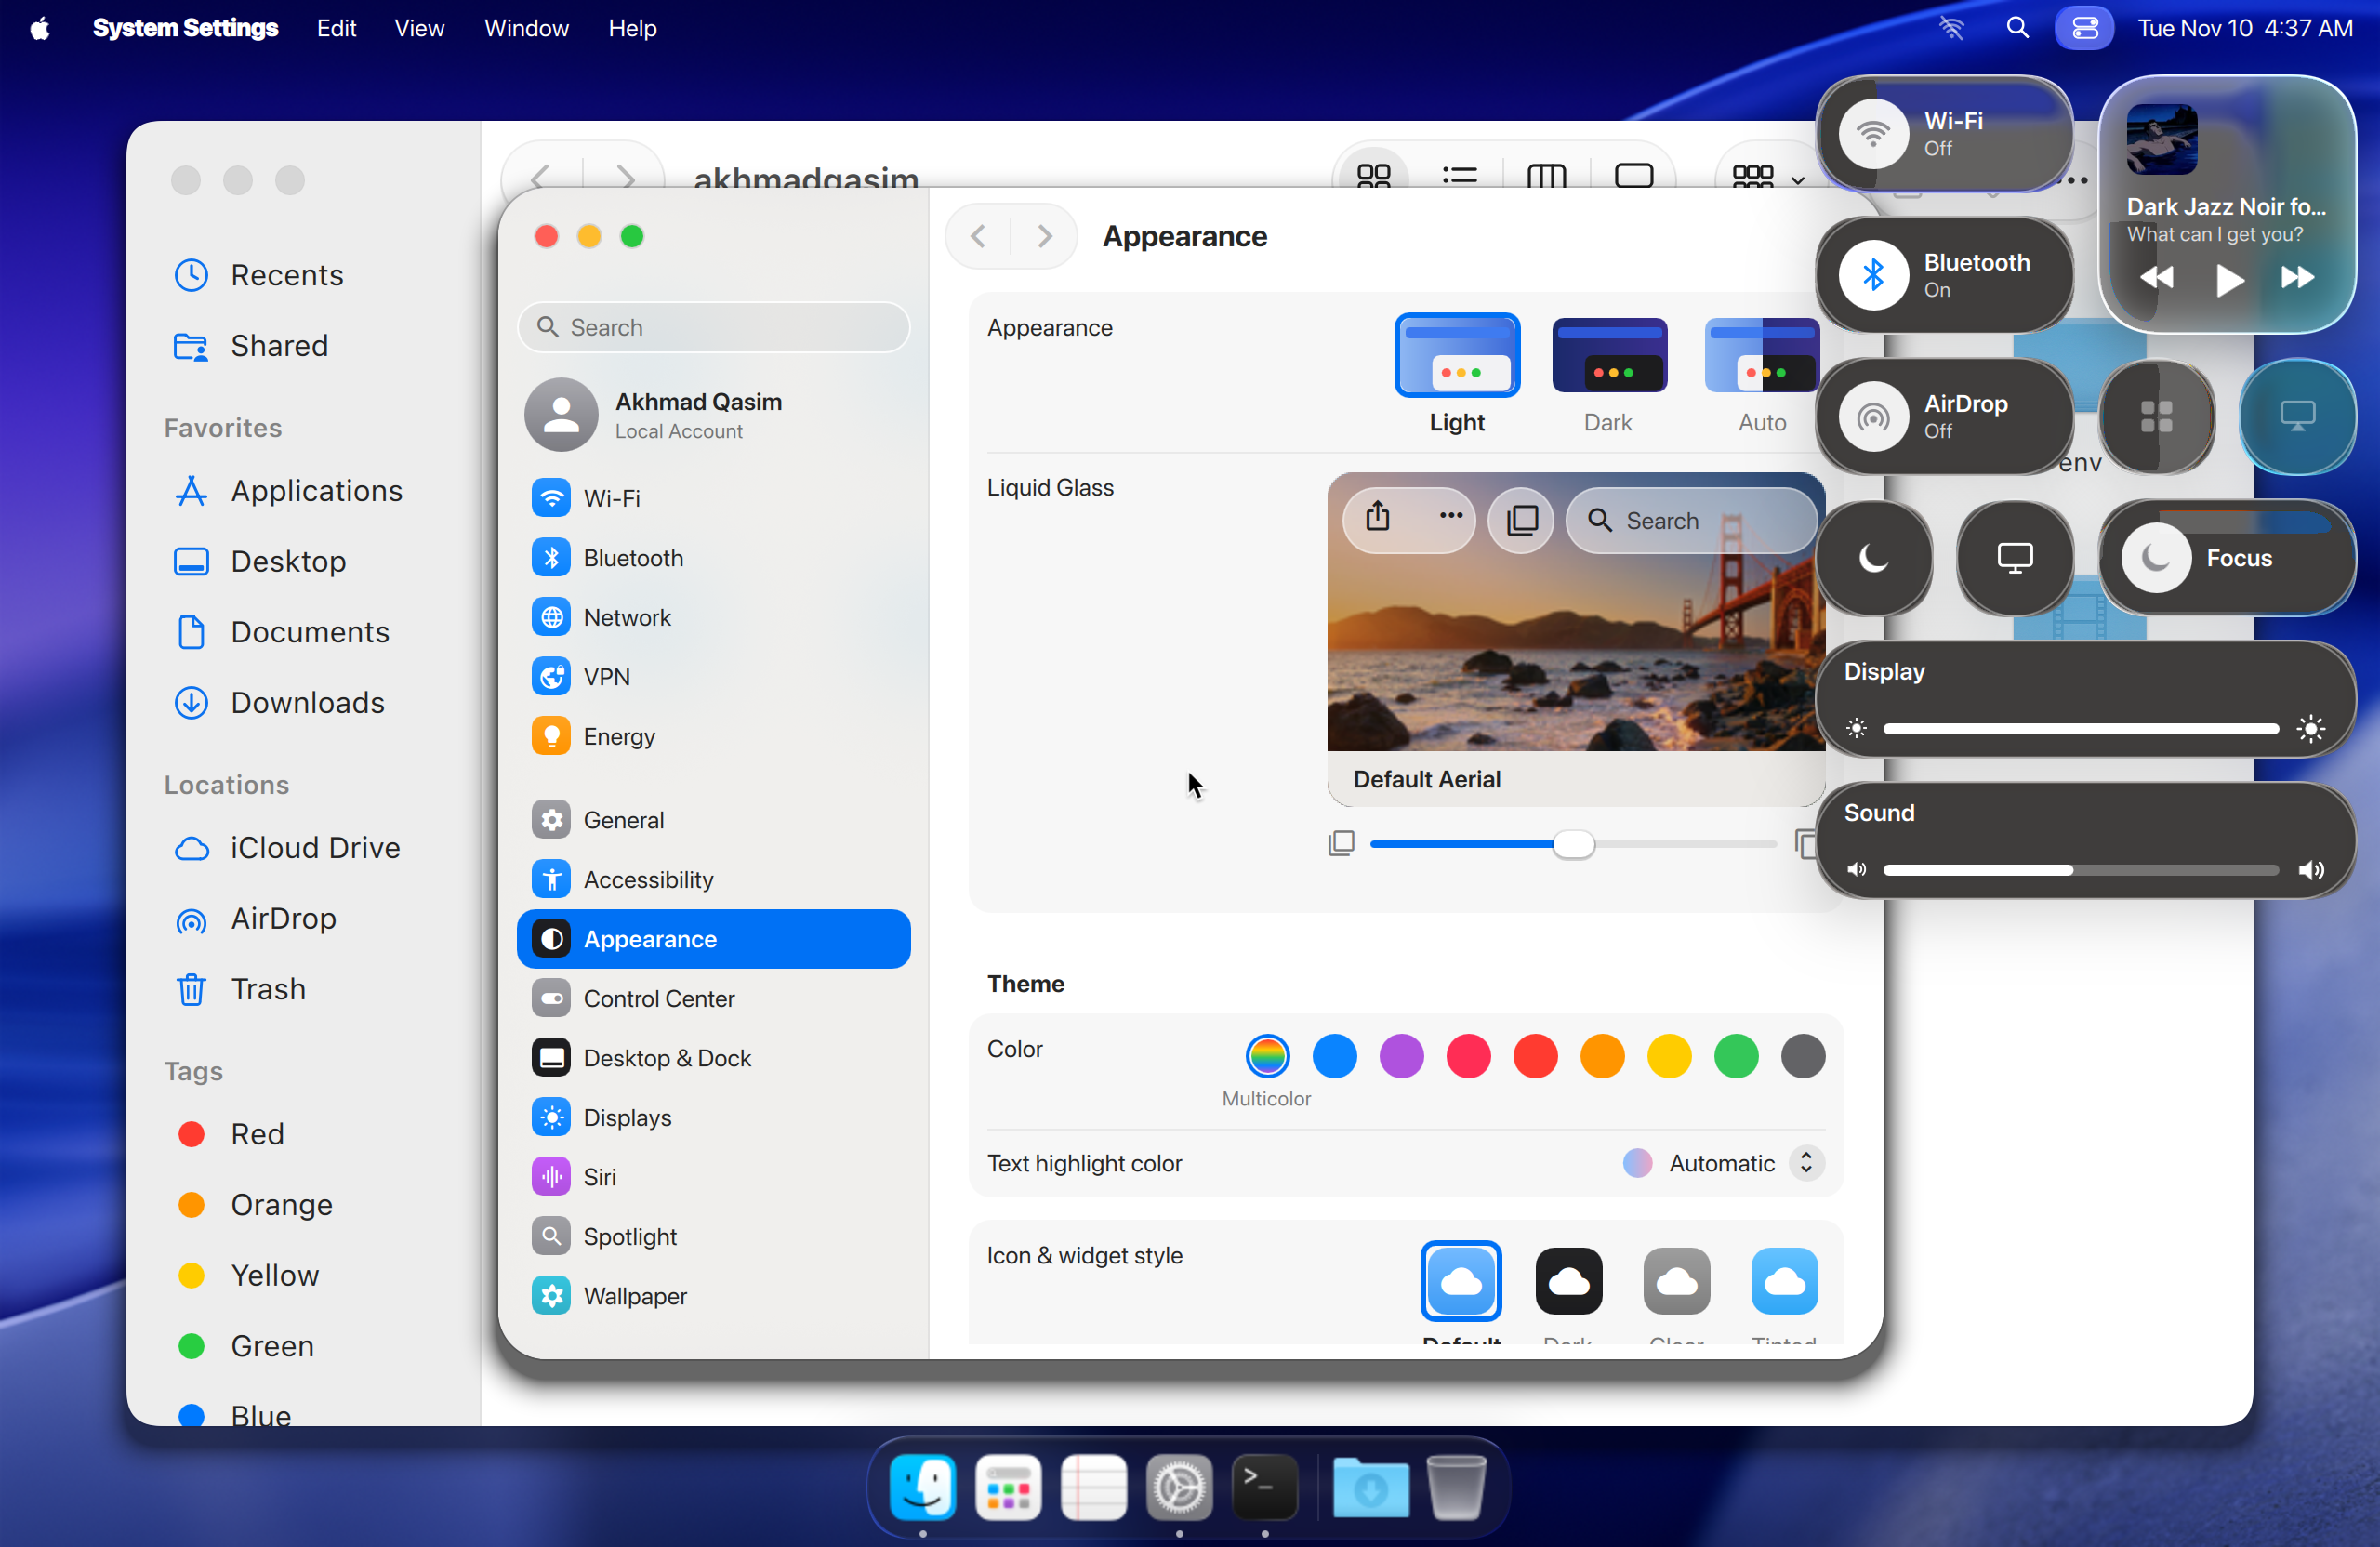 System Settings Edit View Window Help
Tue Nov 10 4:37 AM
akhmadqasim
Recents
Shared
Favorites
Applications
Desktop
Documents
Downloads
Locations
iCloud Drive
AirDrop
Trash
Tags
Red
Orange
Yellow
Green
Blue
Search
Akhmad Qasim
Local Account
Wi-Fi
Bluetooth
Network
VPN
Energy
General
Accessibility
Appearance
Control Center
Desktop & Dock
Displays
Siri
Spotlight
Wallpaper
Appearance
Appearance
Light Dark Auto
Liquid Glass
Search
Default Aerial
Theme
Color
Multicolor
Text highlight color Automatic
Icon & widget style
Default Dark Clear Tinted
Wi-Fi
Off
Dark Jazz Noir fo...
What can I get you?
Bluetooth
On
AirDrop
Off
env
Focus
Display
Sound